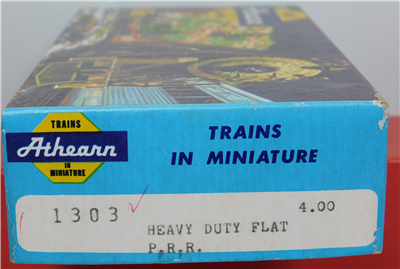 TRAINS
Athearn
IN
MINIATURE
TRAINS
IN MINIATURE
1303 4.00
HEAVY DUTY FLAT
P.R.R.